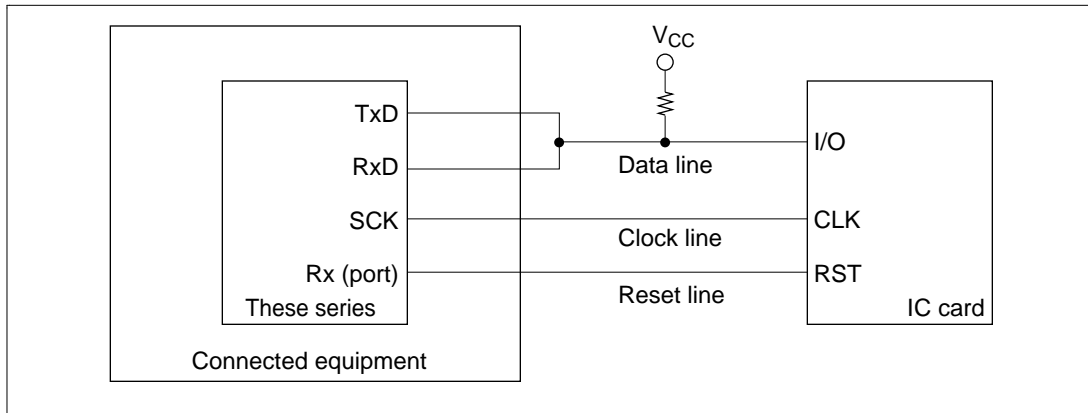 VCC
TxD
RxD
SCK
Rx (port)
These series
Connected equipment
Data line
Clock line
Reset line
I/O
CLK
RST
IC card